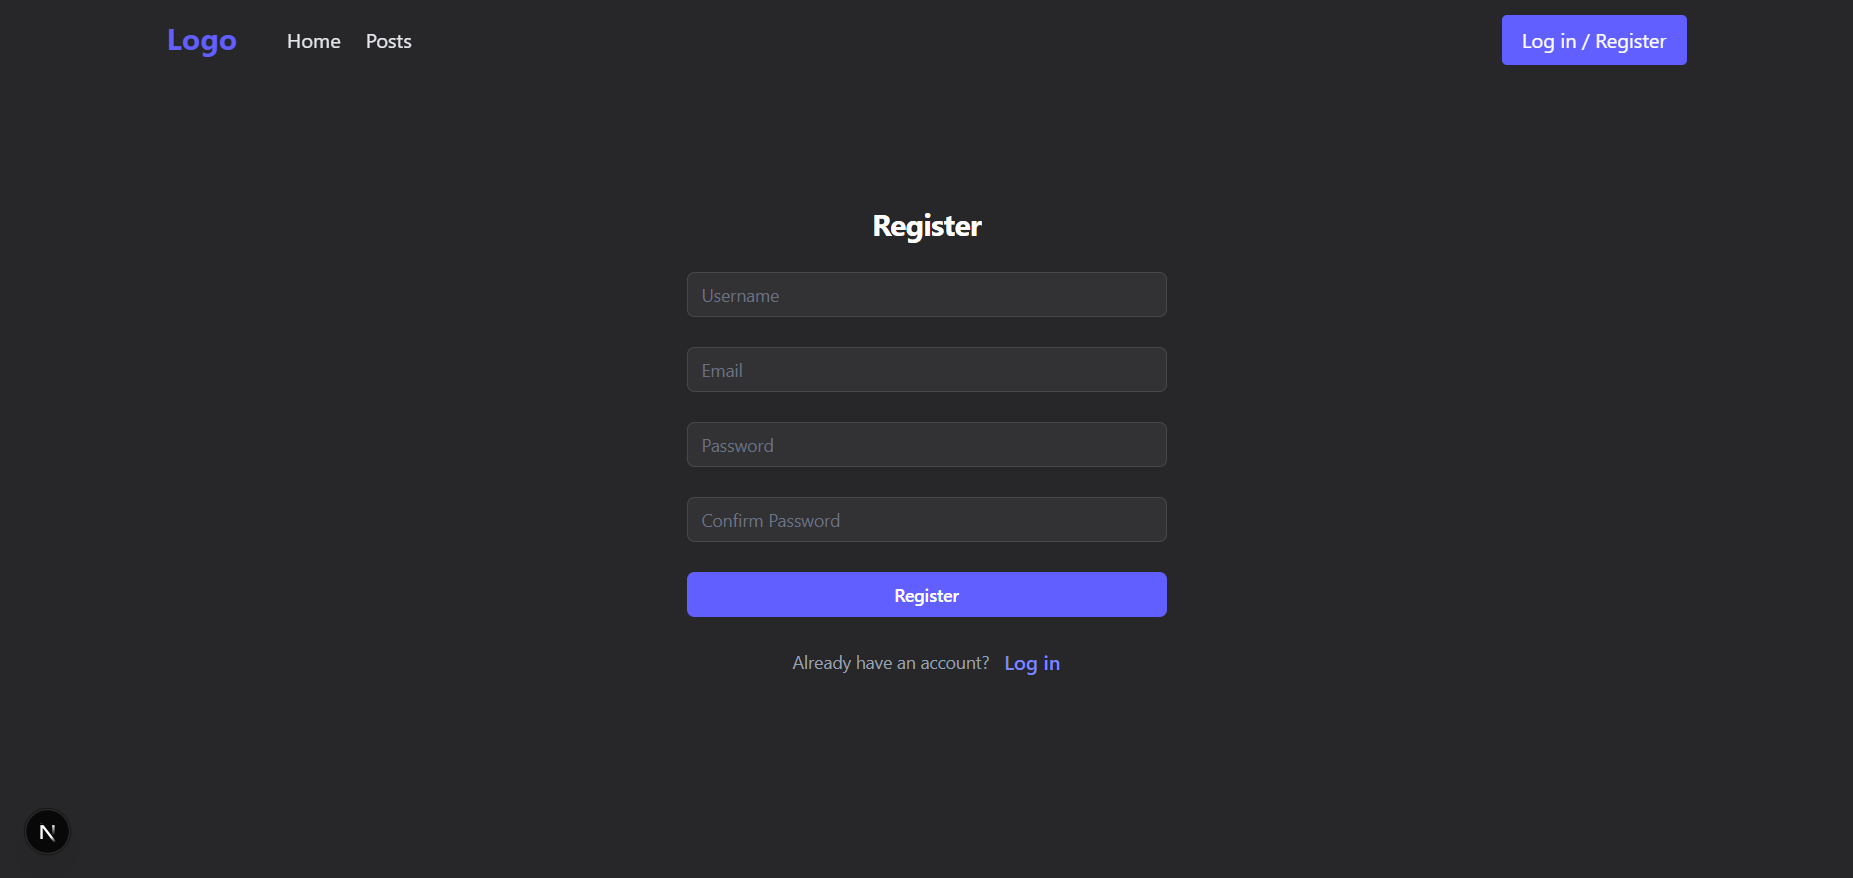 Logo Home Posts Log in / Register
Register
Username
Email
Password
Confirm Password
Register
Already have an account? Log in
N